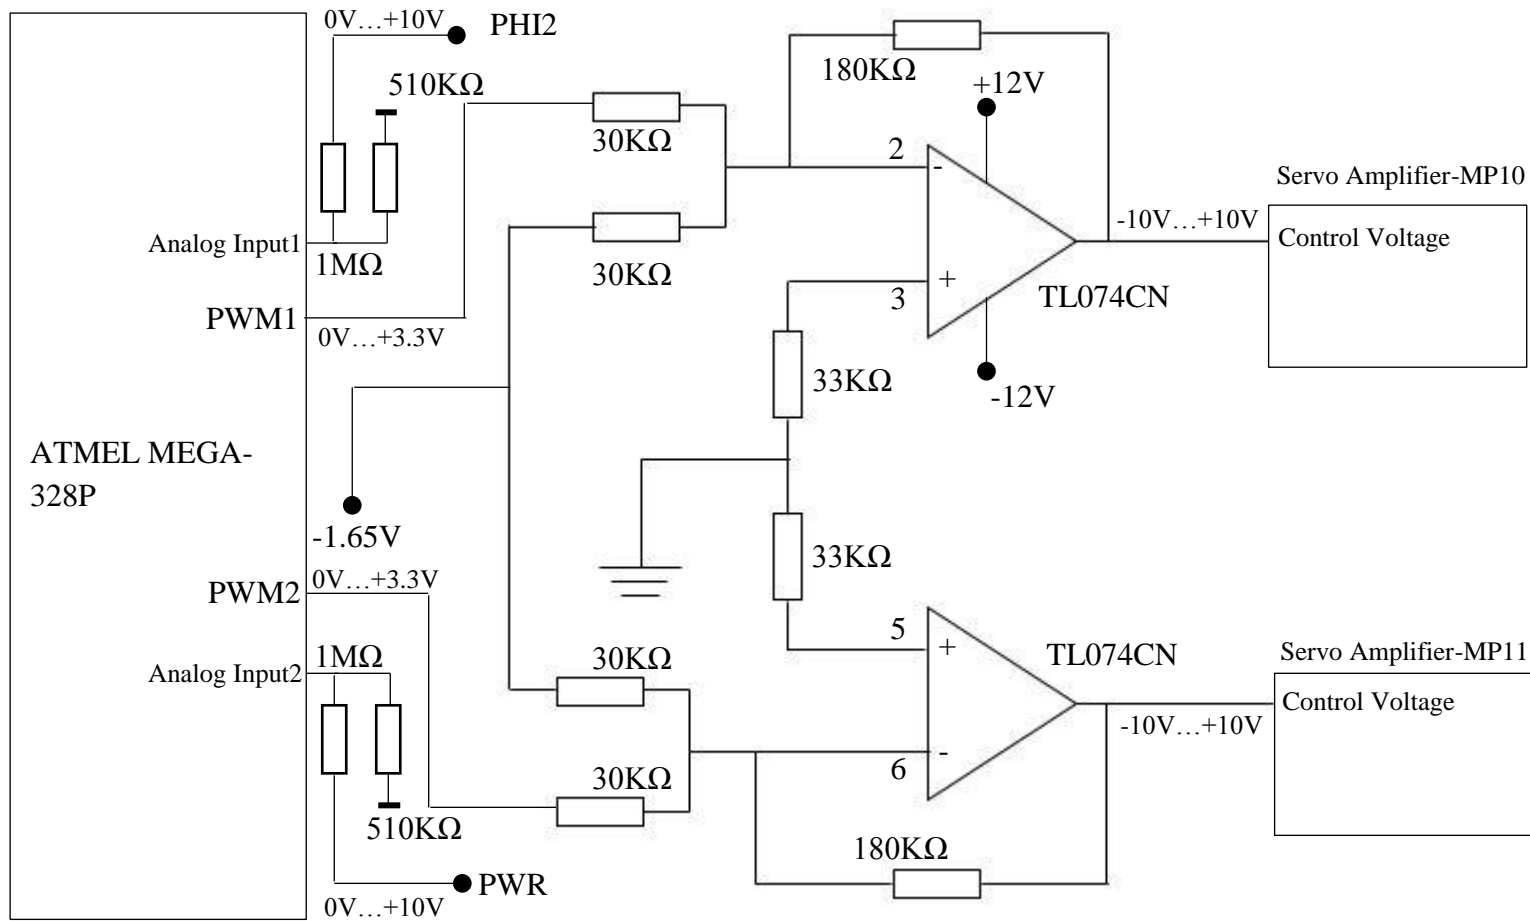 0V…+10V
PHI2
510KΩ
180KΩ
+12V
30KΩ
2
-
Servo Amplifier-MP10
-10V…+10V
Control Voltage
Analog Input1
1MΩ
30KΩ
3
+
TL074CN
PWM1
0V…+3.3V
33KΩ
-12V
ATMEL MEGA-
328P
-1.65V
33KΩ
PWM2
0V…+3.3V
5
+
TL074CN
Servo Amplifier-MP11
1MΩ
Analog Input2
30KΩ
Control Voltage
-10V…+10V
6
-
30KΩ
510KΩ
180KΩ
PWR
0V…+10V